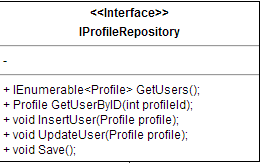 <<Interface>>
IProfileRepository
-
+ IEnumerable<Profile> GetUsers();
+ Profile GetUserByID(int profileId);
+ void InsertUser(Profile profile);
+ void UpdateUser(Profile profile);
+ void Save();